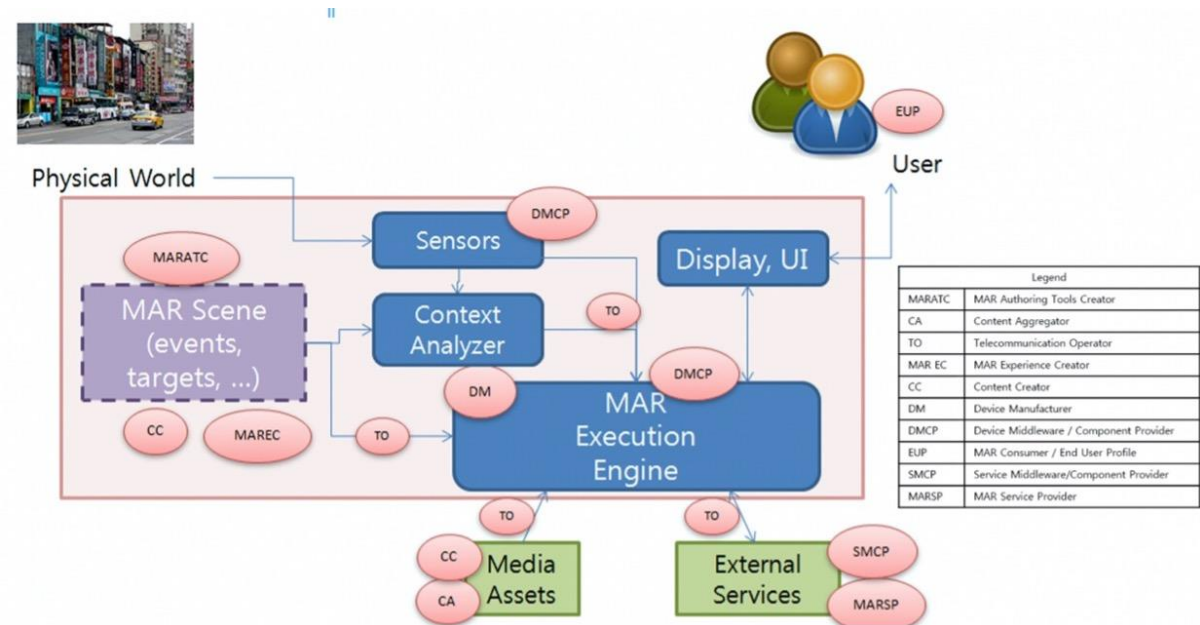 EUP
User
Physical World
DMCP
Sensors
Display, UI
MARATC
MAR Scene
(events,
targets, ...)
Context
Analyzer
TO
DM
DMCP
MAR
Execution
Engine
CC
MAREC
TO
TO
TO
CC
CA
Media
Assets
External
Services
SMCP
MARSP
Legend
MARATC MAR Authoring Tools Creator
CA Content Aggregator
TO Telecommunication Operator
MAR EC MAR Experience Creator
CC Content Creator
DM Device Manufacturer
DMCP Device Middleware / Component Provider
EUP MAR Consumer / End User Profile
SMCP Service Middleware/Component Provider
MARSP MAR Service Provider